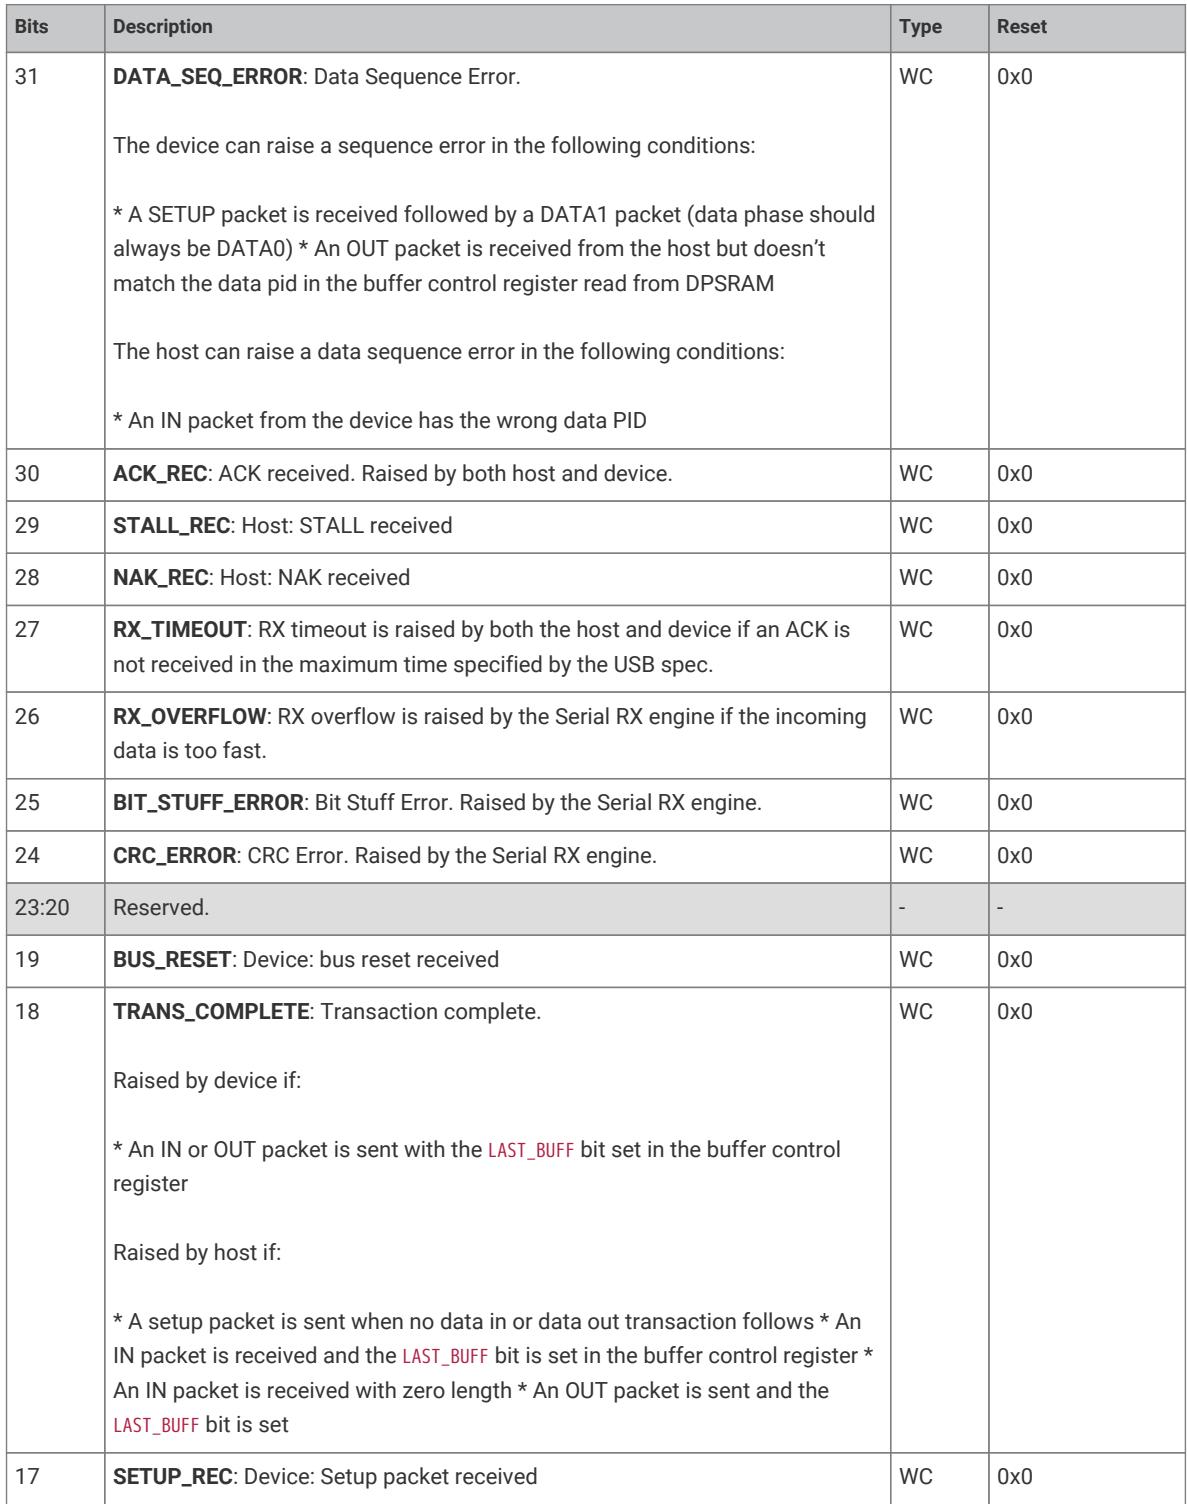 Bits Description Type Reset
31 DATA_SEQ_ERROR: Data Sequence Error. WC 0x0
The device can raise a sequence error in the following conditions:
* A SETUP packet is received followed by a DATA1 packet (data phase should
always be DATA0) * An OUT packet is received from the host but doesn’t
match the data pid in the buffer control register read from DPSRAM
The host can raise a data sequence error in the following conditions:
* An IN packet from the device has the wrong data PID
30 ACK_REC: ACK received. Raised by both host and device. WC 0x0
29 STALL_REC: Host: STALL received WC 0x0
28 NAK_REC: Host: NAK received WC 0x0
27 RX_TIMEOUT: RX timeout is raised by both the host and device if an ACK is WC 0x0
not received in the maximum time specified by the USB spec.
26 RX_OVERFLOW: RX overflow is raised by the Serial RX engine if the incoming WC 0x0
data is too fast.
25 BIT_STUFF_ERROR: Bit Stuff Error. Raised by the Serial RX engine. WC 0x0
24 CRC_ERROR: CRC Error. Raised by the Serial RX engine. WC 0x0
23:20 Reserved. - -
19 BUS_RESET: Device: bus reset received WC 0x0
18 TRANS_COMPLETE: Transaction complete. WC 0x0
Raised by device if:
* An IN or OUT packet is sent with the LAST_BUFF bit set in the buffer control
register
Raised by host if:
* A setup packet is sent when no data in or data out transaction follows * An
IN packet is received and the LAST_BUFF bit is set in the buffer control register *
An IN packet is received with zero length * An OUT packet is sent and the
LAST_BUFF bit is set
17 SETUP_REC: Device: Setup packet received WC 0x0